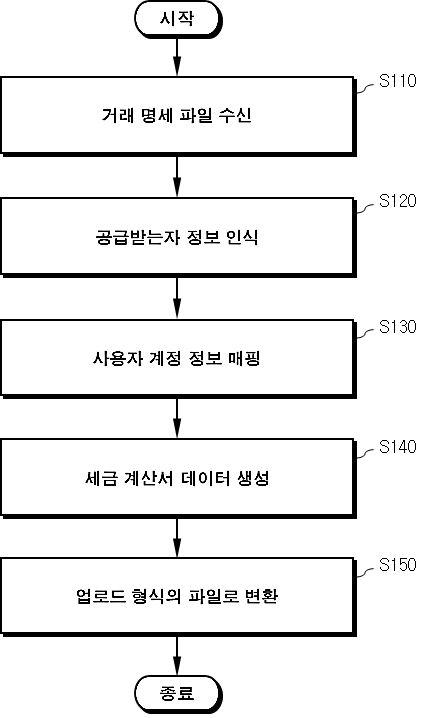 시작
S110
거래 명세 파일 수신
S120
공급받는자 정보 인식
S130
사용자 계정 정보 매핑
S140
세금 계산서 데이터 생성
S150
업로드 형식의 파일로 변환
종료